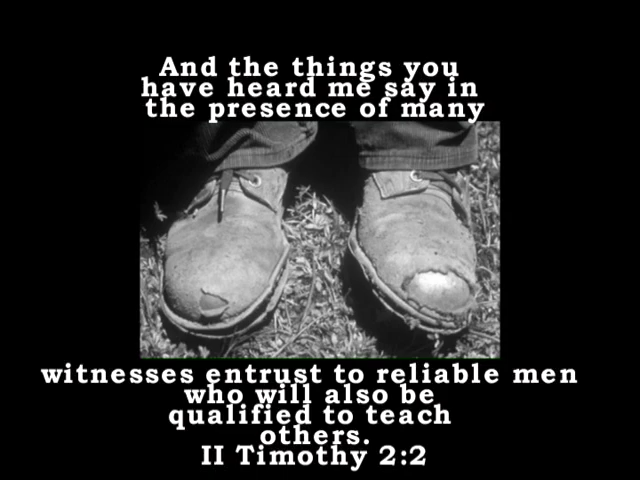 And the things you
have heard me say in
the presence of many
witnesses entrust to reliable men
who will also be
qualified to teach
others.
II Timothy 2:2